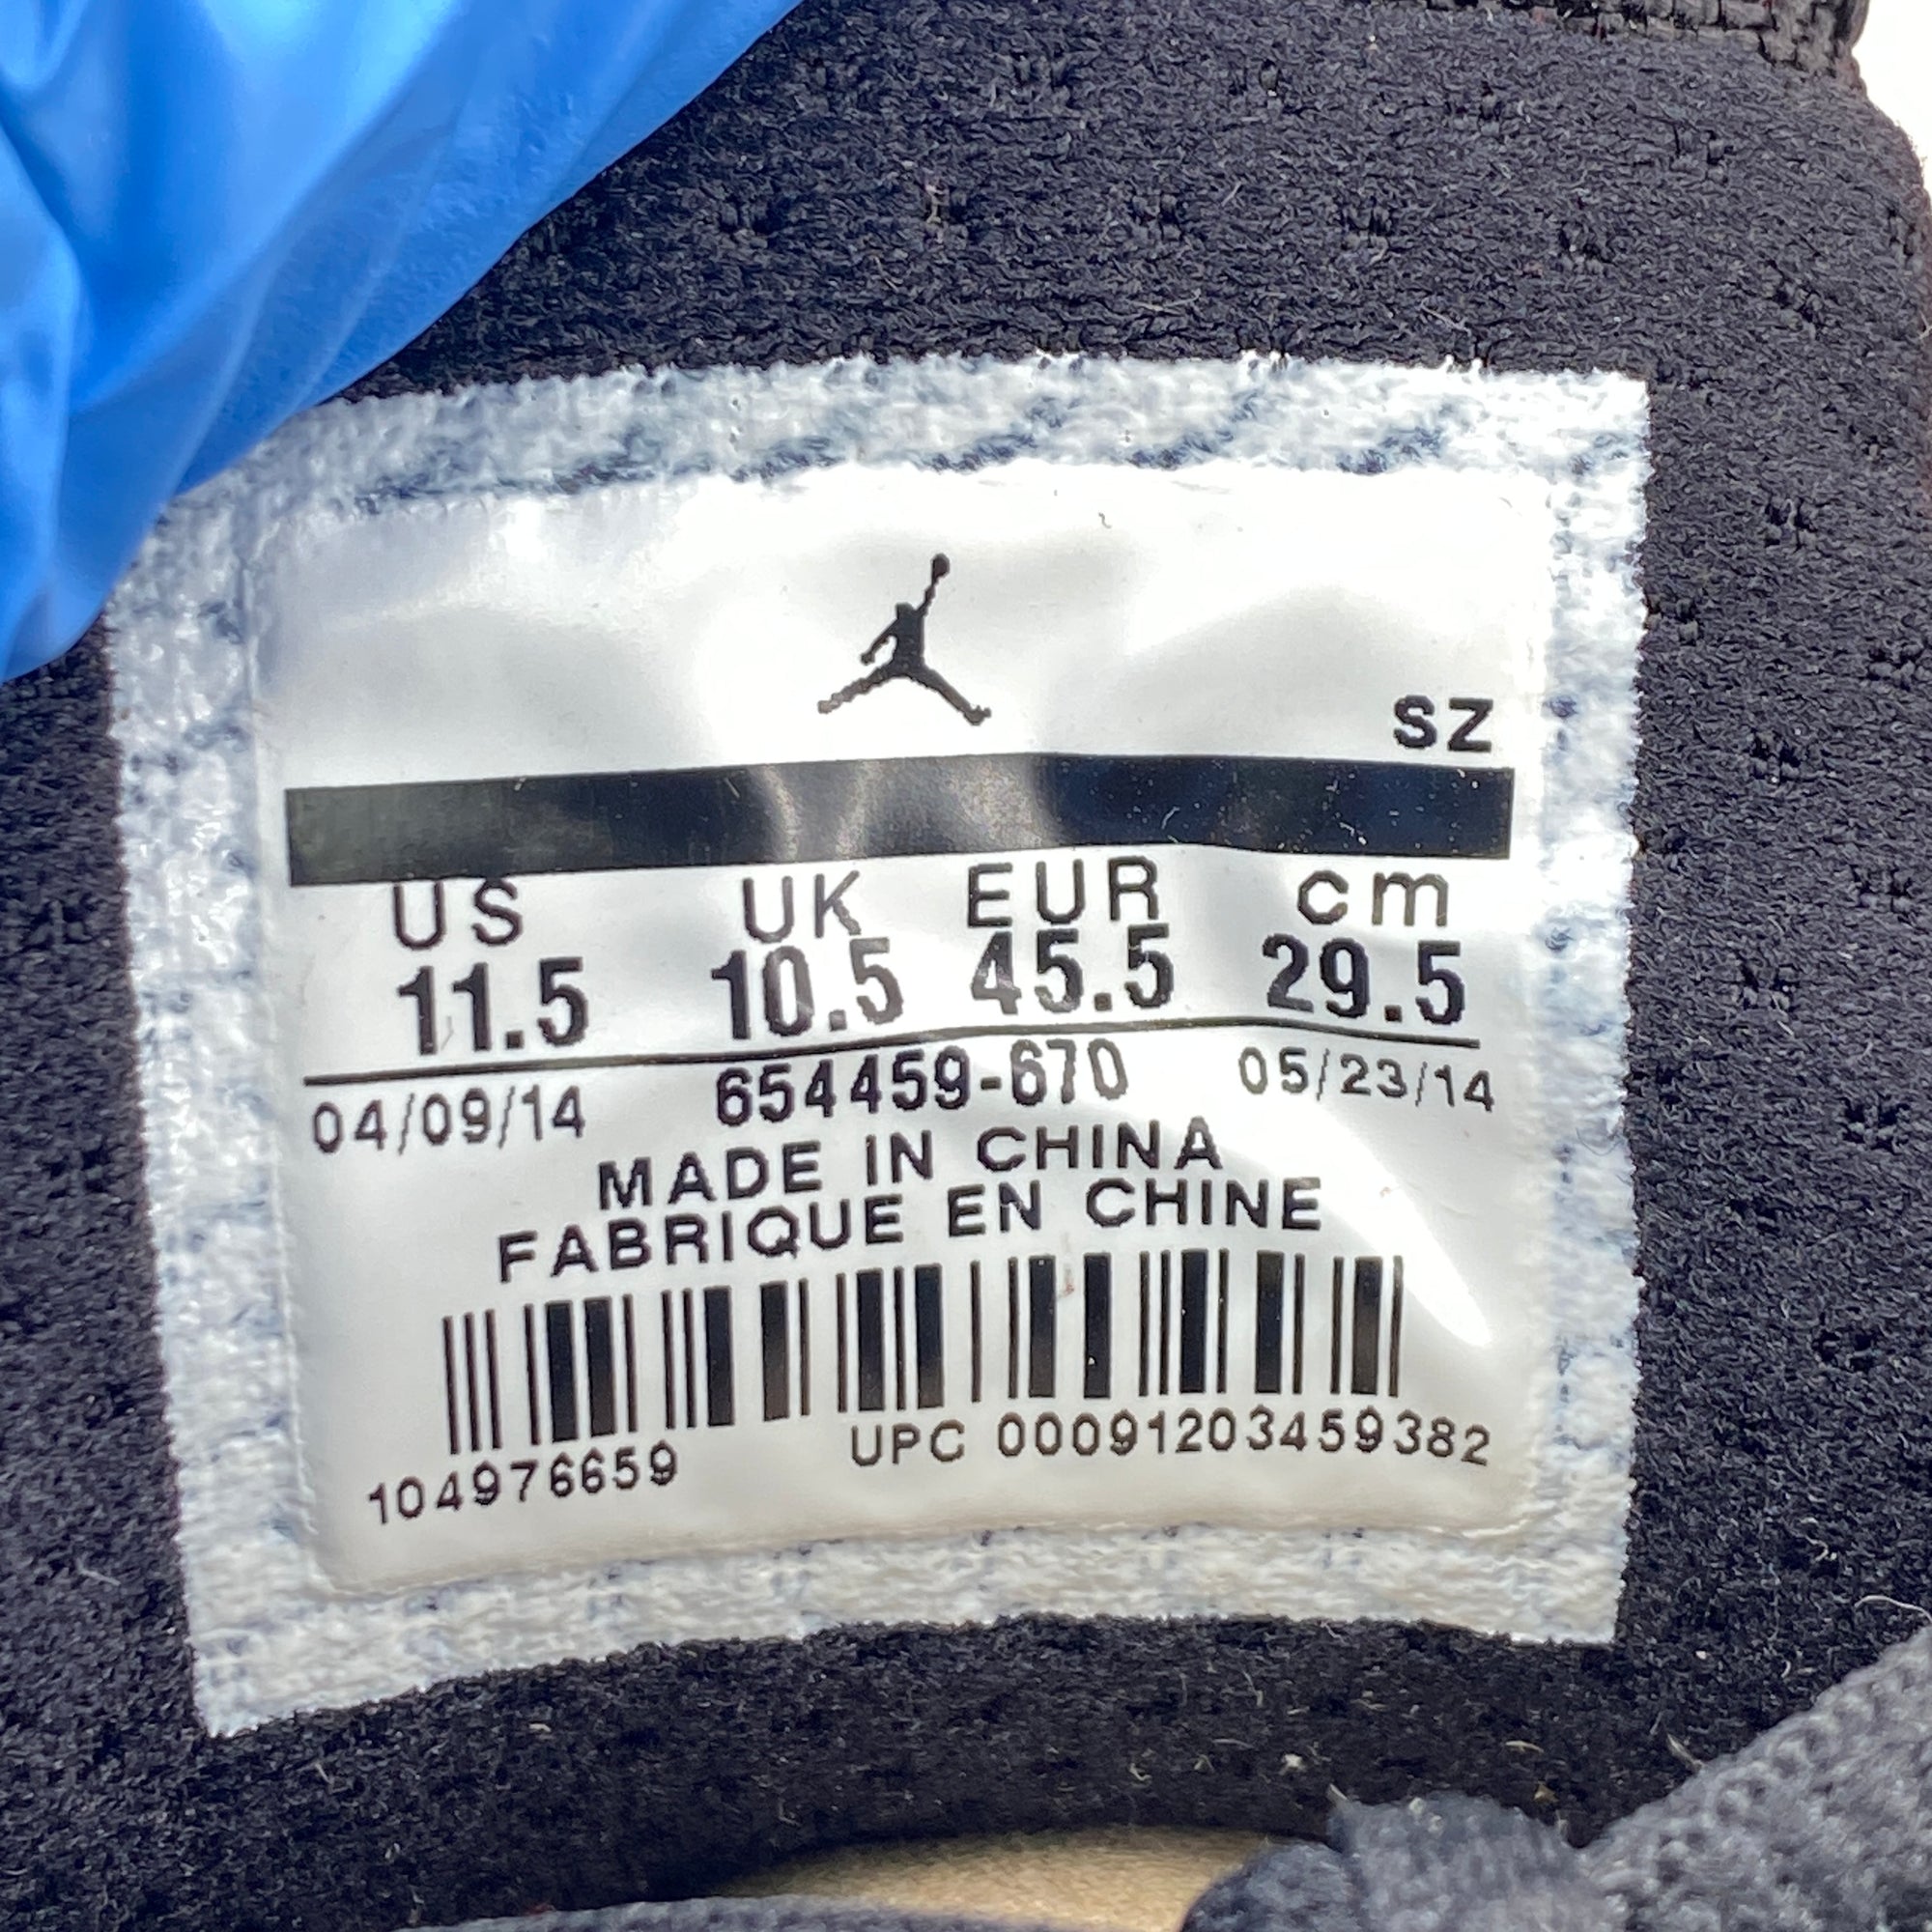 SZ
US UK EUR cm
11.5 10.5 45.5 29.5
04/09/14 654459-670 05/23/14
MADE IN CHINA
FABRIQUE EN CHINE
104976659 UPC 00091203459382